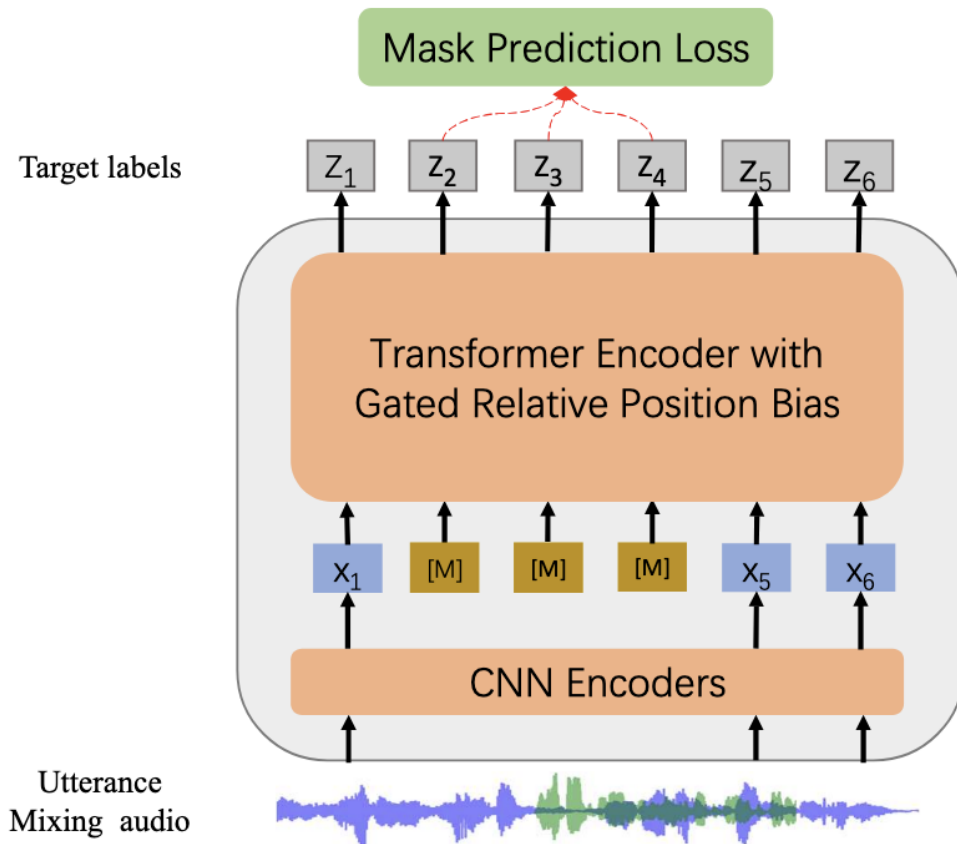 Mask Prediction Loss
Target labels
Z₁ z₂ z₃ z₄ z₅ z₆
Transformer Encoder with
Gated Relative Position Bias
x₁ [M] [M] [M] x₅ x₆
CNN Encoders
Utterance
Mixing audio